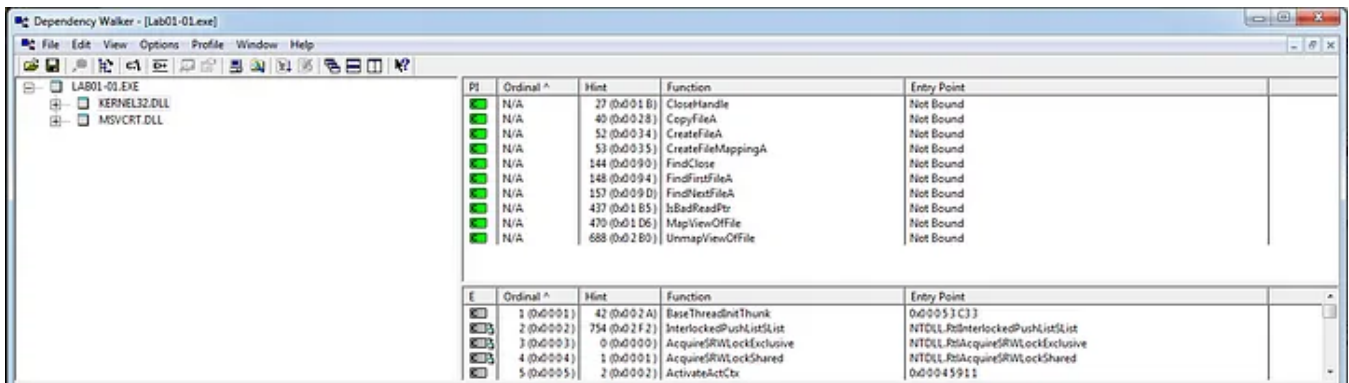 Dependency Walker - [Lab01-01.exe]
File Edit View Options Profile Window Help
LAB01-01.EXE
KERNEL32.DLL
MSVCRT.DLL
PI Ordinal ^ Hint Function Entry Point
N/A 27 (0x001B) CloseHandle Not Bound
N/A 40 (0x0028) CopyFileA Not Bound
N/A 52 (0x0034) CreateFileA Not Bound
N/A 53 (0x0035) CreateFileMappingA Not Bound
N/A 144 (0x0090) FindClose Not Bound
N/A 148 (0x0094) FindFirstFileA Not Bound
N/A 157 (0x009D) FindNextFileA Not Bound
N/A 437 (0x01B5) IsBadReadPtr Not Bound
N/A 470 (0x01D6) MapViewOfFile Not Bound
N/A 688 (0x02B0) UnmapViewOfFile Not Bound
E Ordinal ^ Hint Function Entry Point
1 (0x0001) 42 (0x002A) BaseThreadInitThunk 0x00053C33
2 (0x0002) 754 (0x02F2) InterlockedPushListSList NTDLL.RtlInterlockedPushListSList
3 (0x0003) 0 (0x0000) AcquireSRWLockExclusive NTDLL.RtlAcquireSRWLockExclusive
4 (0x0004) 1 (0x0001) AcquireSRWLockShared NTDLL.RtlAcquireSRWLockShared
5 (0x0005) 2 (0x0002) ActivateActCtx 0x00045911